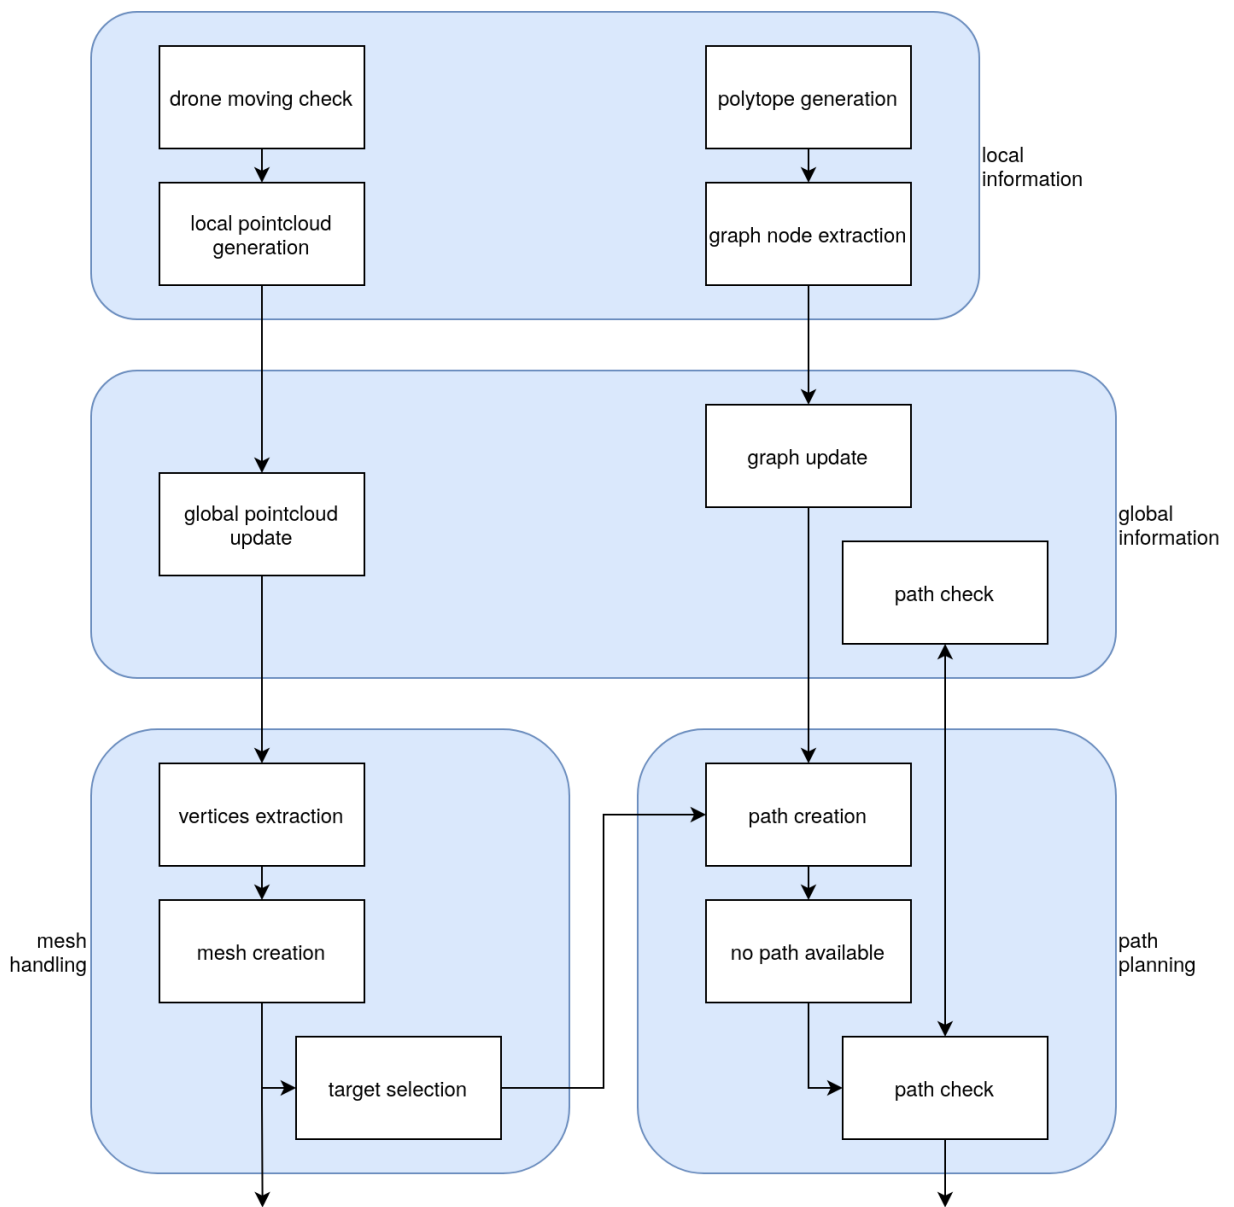 drone moving check
polytope generation
local
information
local pointcloud
generation
graph node extraction
graph update
global pointcloud
update
global
information
path check
vertices extraction
path creation
mesh
handling
mesh creation
no path available
path
planning
target selection
path check